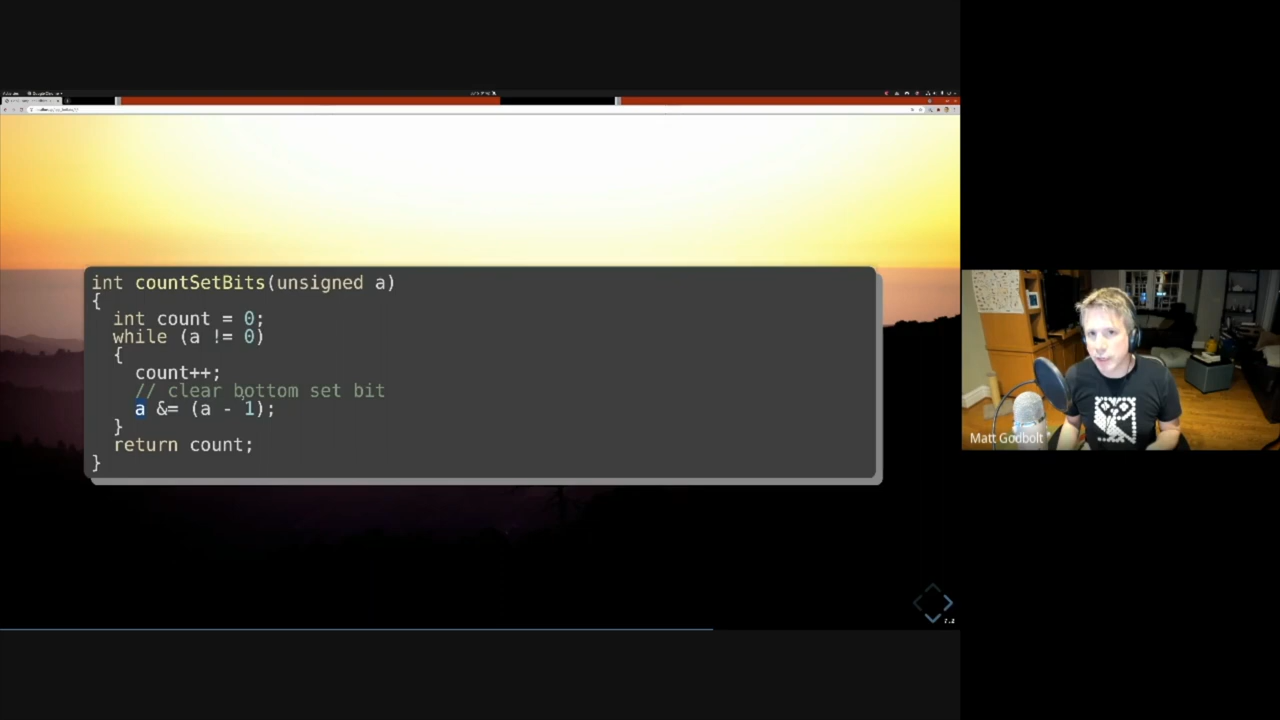 int countSetBits(unsigned a)
{
int count = 0;
while (a != 0)
{
count++;
// clear bottom set bit
a &= (a - 1);
}
return count;
}
Matt Godbolt